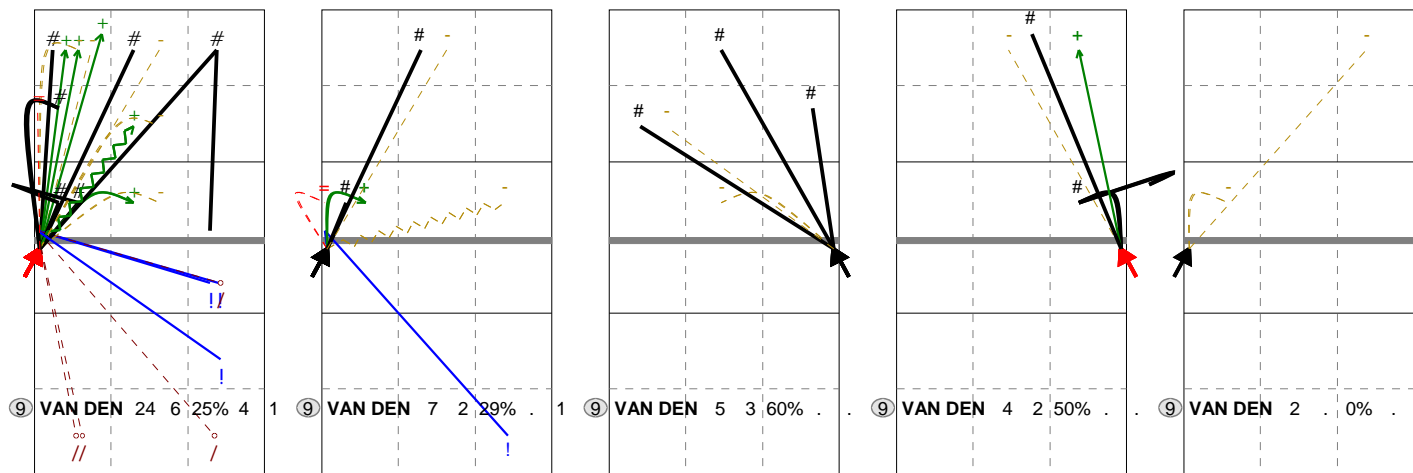 ⑨ VAN DEN 24 6 25% 4 1
⑨ VAN DEN 7 2 29% . 1
⑨ VAN DEN 5 3 60% . .
⑨ VAN DEN 4 2 50% . .
⑨ VAN DEN 2 . 0% .